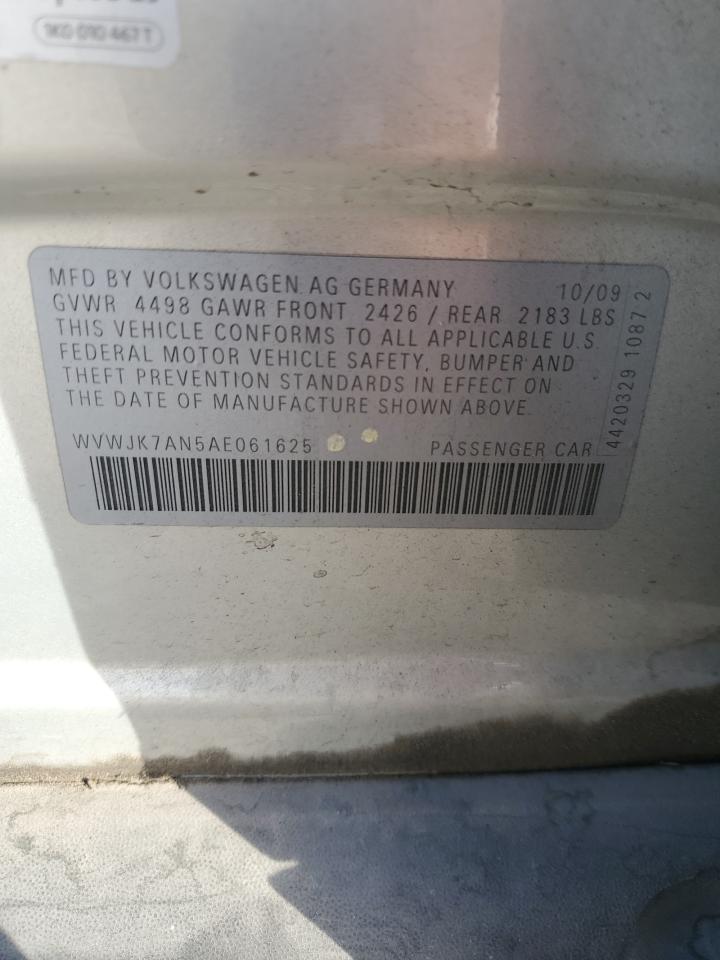 1K0 010 467 T
MFD BY VOLKSWAGEN AG GERMANY 10/09
GVWR 4498 GAWR FRONT 2426 / REAR 2183 LBS
THIS VEHICLE CONFORMS TO ALL APPLICABLE U.S.
FEDERAL MOTOR VEHICLE SAFETY, BUMPER AND
THEFT PREVENTION STANDARDS IN EFFECT ON
THE DATE OF MANUFACTURE SHOWN ABOVE.
WVWJK7AN5AE061625 PASSENGER CAR
4420329 1087 2